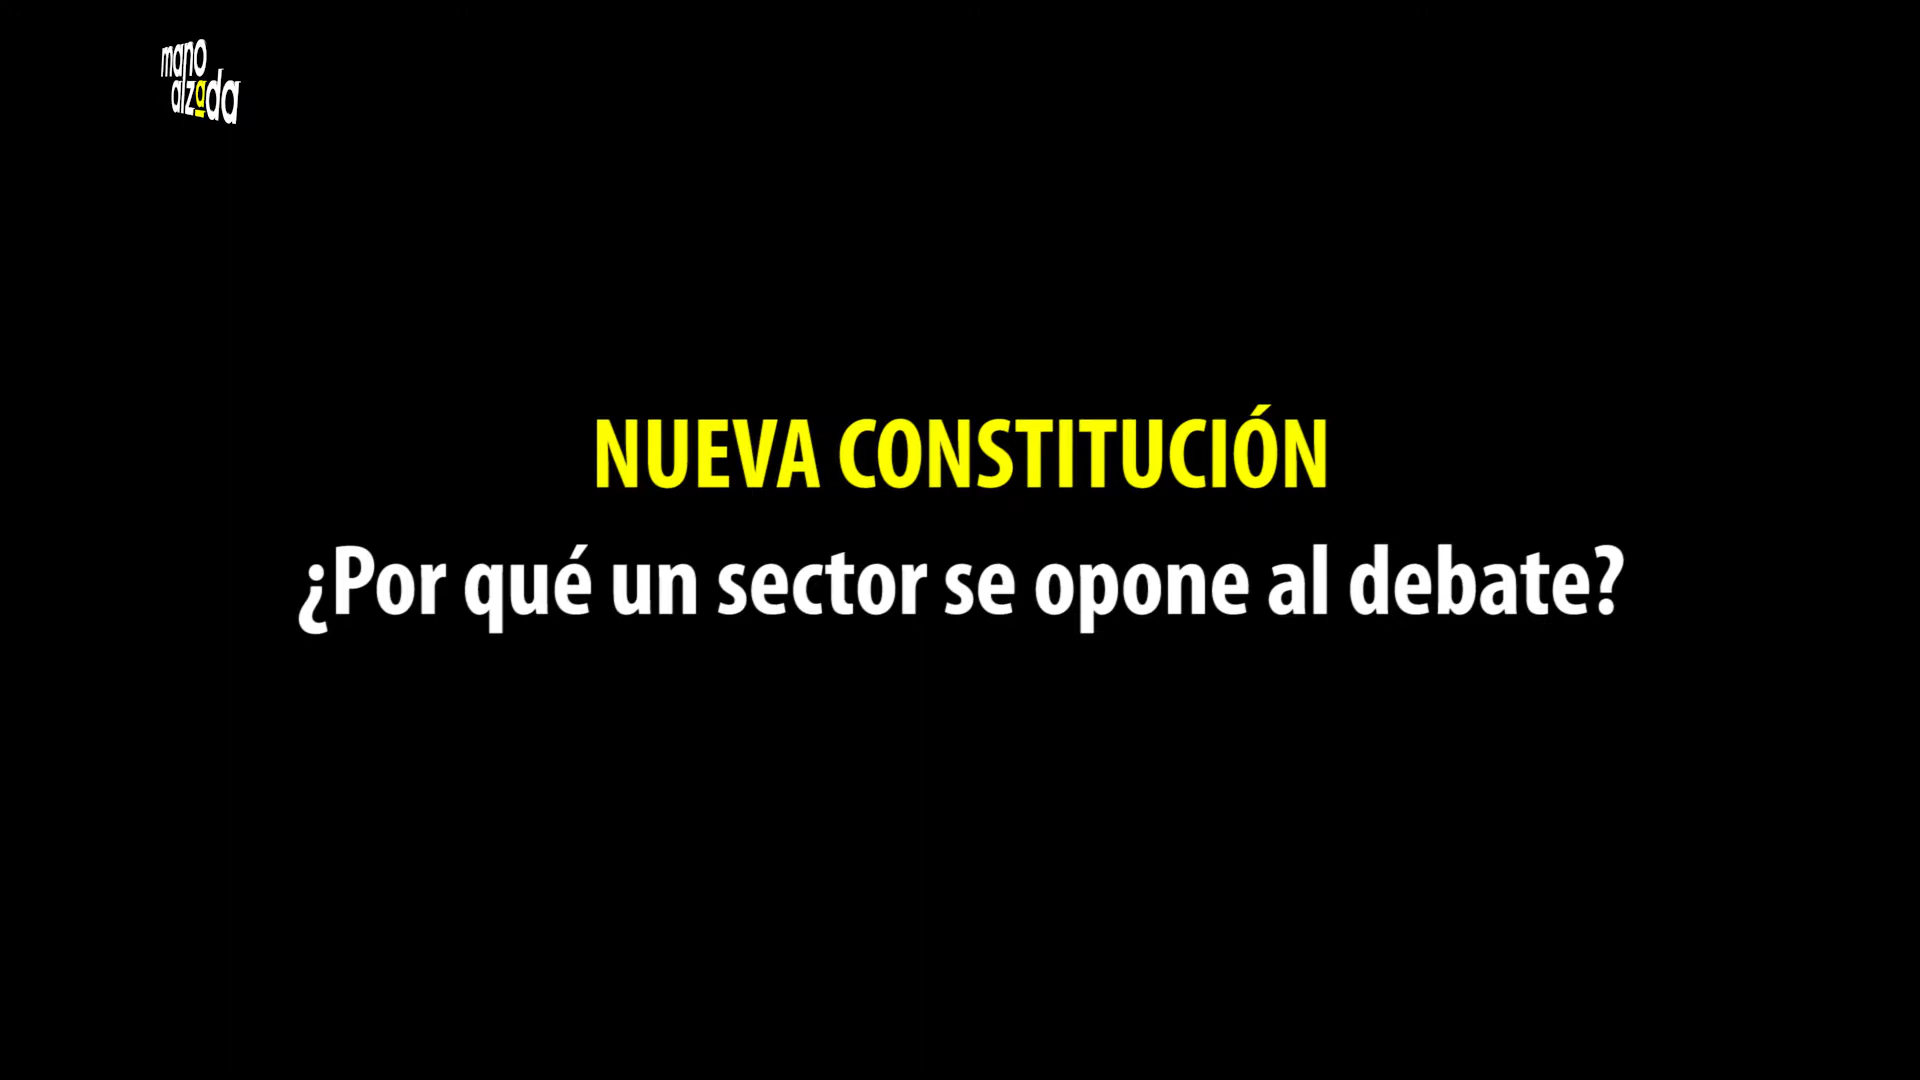 mano
alzada
NUEVA CONSTITUCIÓN
¿Por qué un sector se opone al debate?